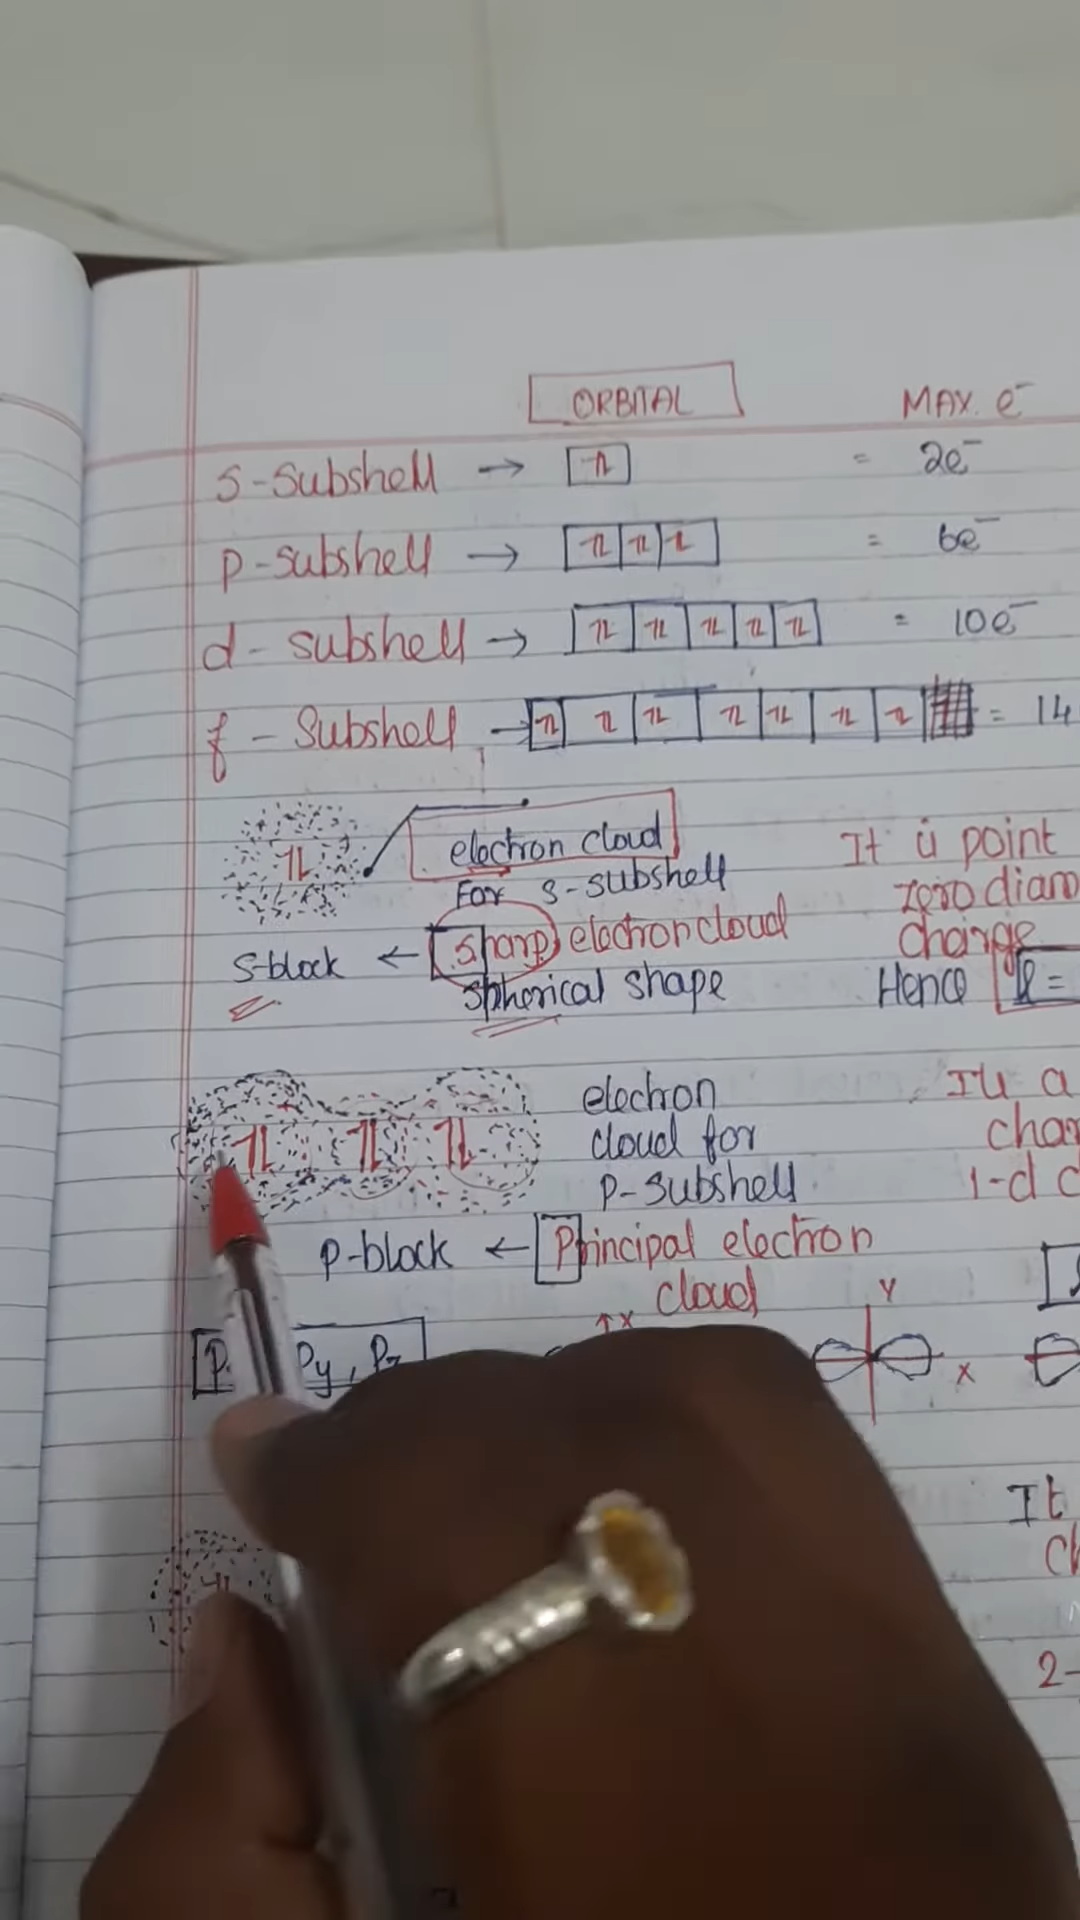 ORBITAL MAX. e⁻
s-subshell → = 2e⁻
p-subshell → = 6e⁻
d-subshell → = 10e⁻
f-Subshell → = 14
electron cloud
For s-subshell
It is point
zero diam
charge
Hence l =
s-block ← Sharp electron cloud
Spherical shape
electron
cloud for
p-subshell
char
1-d c
p-block ← Principal electron
cloud
Py, Pz
X
Y
X
It
2-